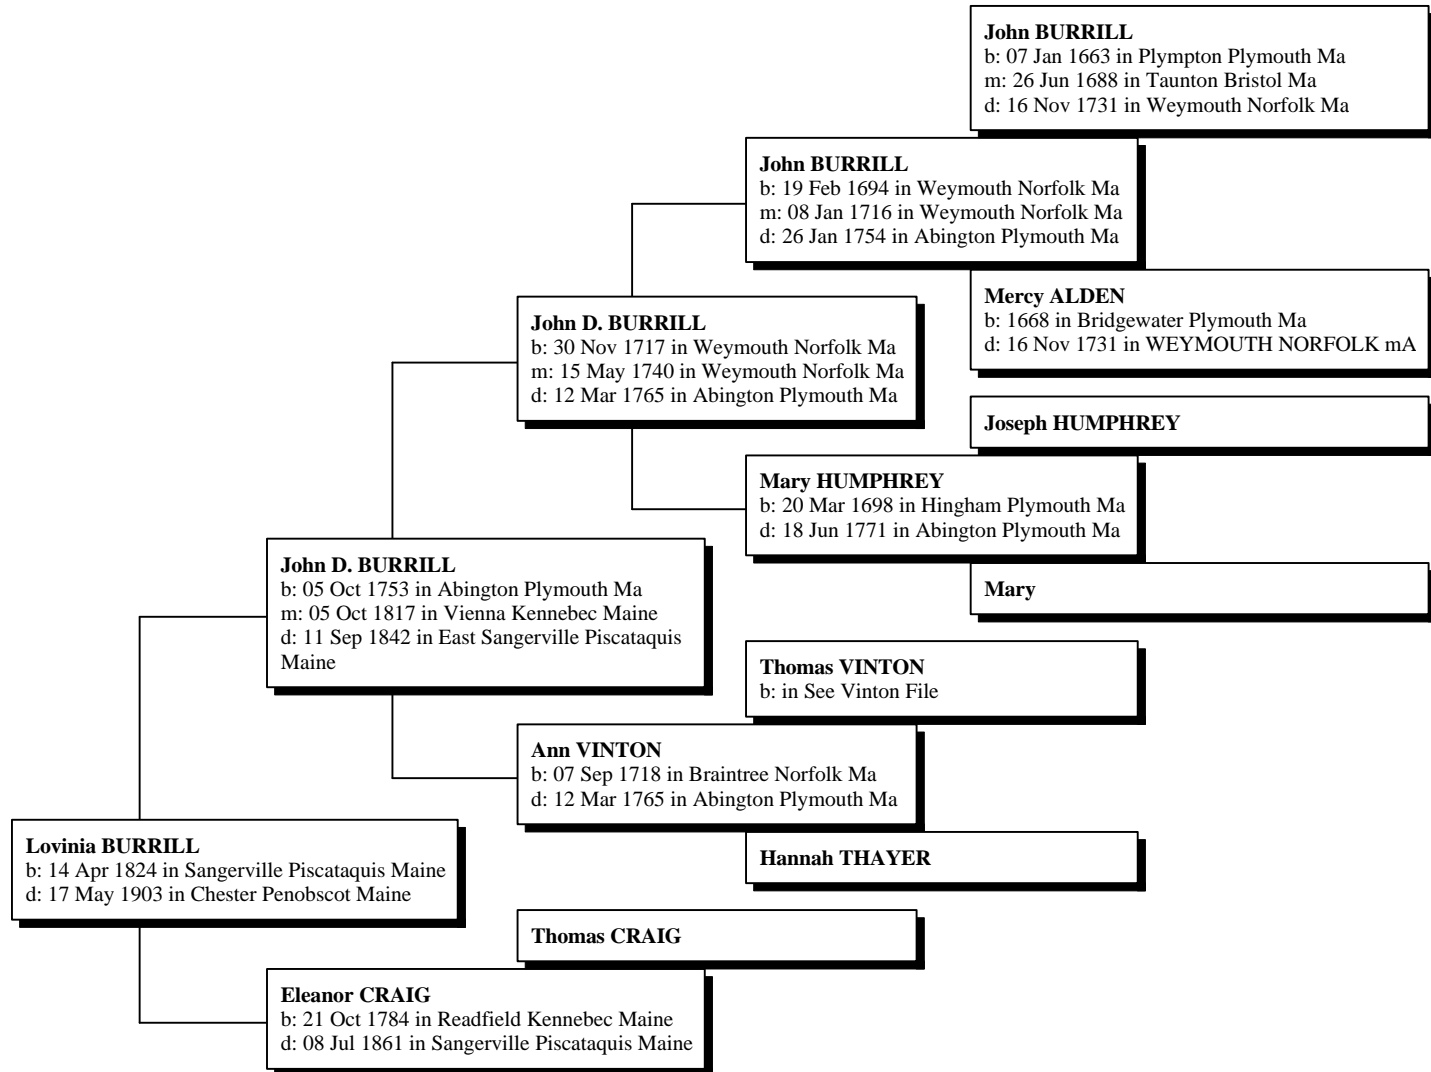 John BURRILL
b: 07 Jan 1663 in Plympton Plymouth Ma
m: 26 Jun 1688 in Taunton Bristol Ma
d: 16 Nov 1731 in Weymouth Norfolk Ma
John BURRILL
b: 19 Feb 1694 in Weymouth Norfolk Ma
m: 08 Jan 1716 in Weymouth Norfolk Ma
d: 26 Jan 1754 in Abington Plymouth Ma
Mercy ALDEN
b: 1668 in Bridgewater Plymouth Ma
d: 16 Nov 1731 in WEYMOUTH NORFOLK mA
John D. BURRILL
b: 30 Nov 1717 in Weymouth Norfolk Ma
m: 15 May 1740 in Weymouth Norfolk Ma
d: 12 Mar 1765 in Abington Plymouth Ma
Joseph HUMPHREY
Mary HUMPHREY
b: 20 Mar 1698 in Hingham Plymouth Ma
d: 18 Jun 1771 in Abington Plymouth Ma
Mary
John D. BURRILL
b: 05 Oct 1753 in Abington Plymouth Ma
m: 05 Oct 1817 in Vienna Kennebec Maine
d: 11 Sep 1842 in East Sangerville Piscataquis
Maine
Thomas VINTON
b: in See Vinton File
Ann VINTON
b: 07 Sep 1718 in Braintree Norfolk Ma
d: 12 Mar 1765 in Abington Plymouth Ma
Hannah THAYER
Lovinia BURRILL
b: 14 Apr 1824 in Sangerville Piscataquis Maine
d: 17 May 1903 in Chester Penobscot Maine
Thomas CRAIG
Eleanor CRAIG
b: 21 Oct 1784 in Readfield Kennebec Maine
d: 08 Jul 1861 in Sangerville Piscataquis Maine